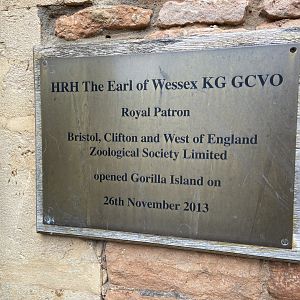 HRH The Earl of Wessex KG GCVO
Royal Patron
Bristol, Clifton and West of England
Zoological Society Limited
opened Gorilla Island on
26th November 2013